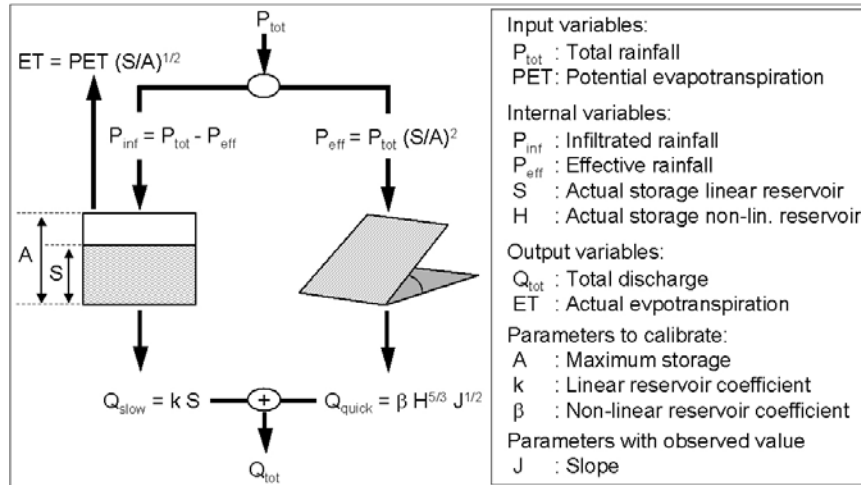 P_tot
ET = PET (S/A)^1/2
P_inf = P_tot - P_eff
P_eff = P_tot (S/A)^2
A
S
Q_slow = k S
+
Q_quick = β H^5/3 J^1/2
Q_tot
Input variables:
P_tot : Total rainfall
PET: Potential evapotranspiration
Internal variables:
P_inf : Infiltrated rainfall
P_eff : Effective rainfall
S : Actual storage linear reservoir
H : Actual storage non-lin. reservoir
Output variables:
Q_tot : Total discharge
ET : Actual evpotranspiration
Parameters to calibrate:
A : Maximum storage
k : Linear reservoir coefficient
β : Non-linear reservoir coefficient
Parameters with observed value
J : Slope